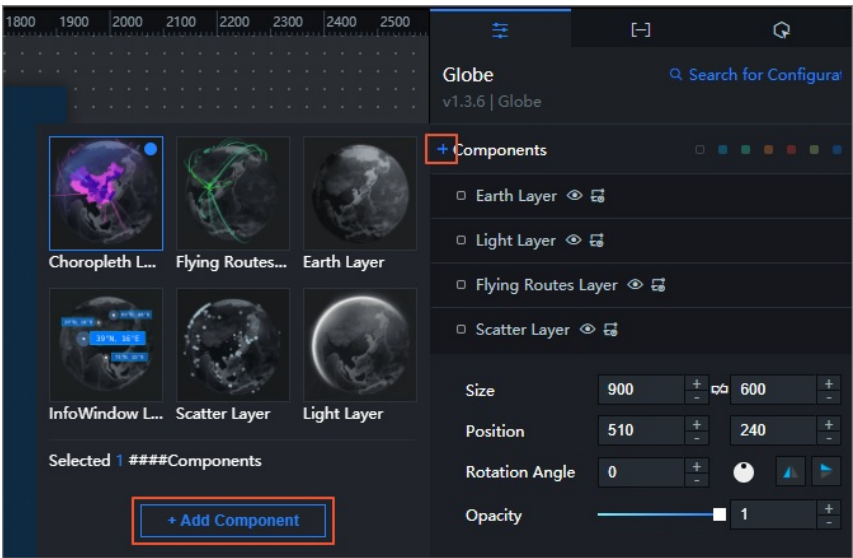 1800 1900 2000 2100 2200 2300 2400 2500
Globe
Search for Configurat
v1.3.6 | Globe
+ Components
Earth Layer
Light Layer
Flying Routes Layer
Scatter Layer
Choropleth L... Flying Routes... Earth Layer
39°N, 36°E
InfoWindow L... Scatter Layer Light Layer
Selected 1 ####Components
+ Add Component
Size 900 + - 600 + -
Position 510 + - 240 + -
Rotation Angle 0 + -
Opacity 1 + -